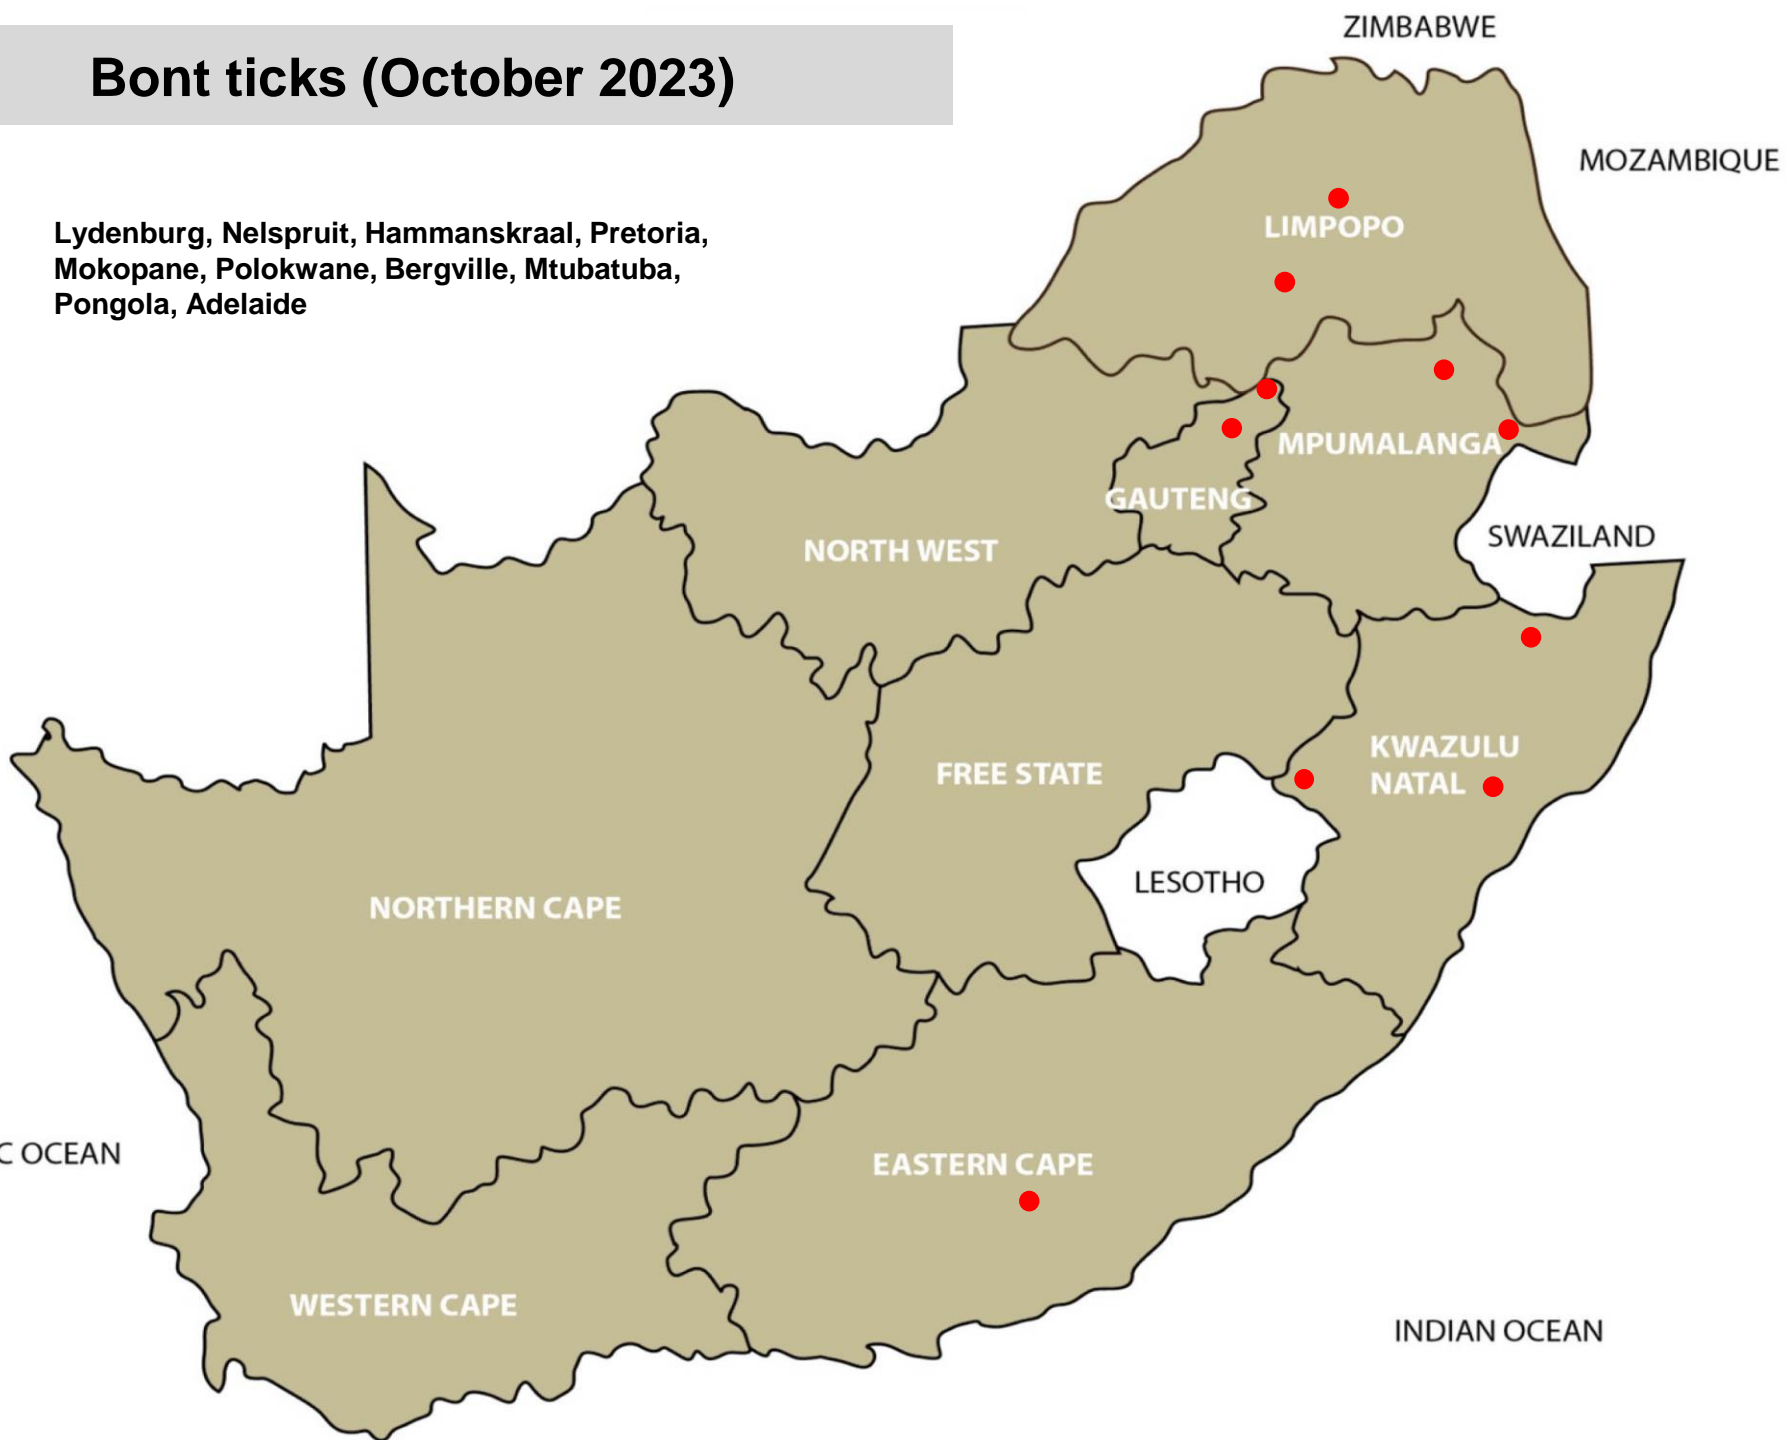 ZIMBABWE
Bont ticks (October 2023)
MOZAMBIQUE
Lydenburg, Nelspruit, Hammanskraal, Pretoria,
Mokopane, Polokwane, Bergville, Mtubatuba,
Pongola, Adelaide
LIMPOPO
MPUMALANGA
GAUTENG
NORTH WEST
SWAZILAND
KWAZULU
NATAL
FREE STATE
LESOTHO
NORTHERN CAPE
C OCEAN
EASTERN CAPE
WESTERN CAPE
INDIAN OCEAN